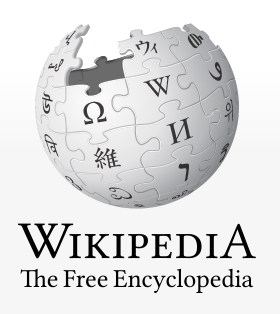 ウィ
Ω
W
И
維
WIKIPEDIA
The Free Encyclopedia